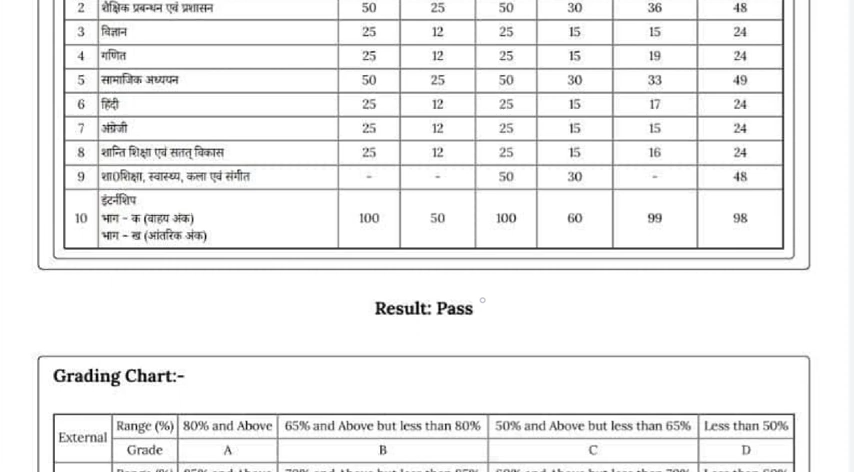 2 शैक्षिक प्रबन्धन एवं प्रशासन 50 25 50 30 36 48
3 विज्ञान 25 12 25 15 15 24
4 गणित 25 12 25 15 19 24
5 सामाजिक अध्ययन 50 25 50 30 33 49
6 हिंदी 25 12 25 15 17 24
7 अंग्रेजी 25 12 25 15 15 24
8 शान्ति शिक्षा एवं सतत् विकास 25 12 25 15 16 24
9 शा0शिक्षा, स्वास्थ्य, कला एवं संगीत - - 50 30 - 48
इंटर्नशिप
10 भाग - क (वाह्य अंक) 100 50 100 60 99 98
भाग - ख (आंतरिक अंक)
Result: Pass
Grading Chart:-
External Range (%) 80% and Above 65% and Above but less than 80% 50% and Above but less than 65% Less than 50%
Grade A B C D